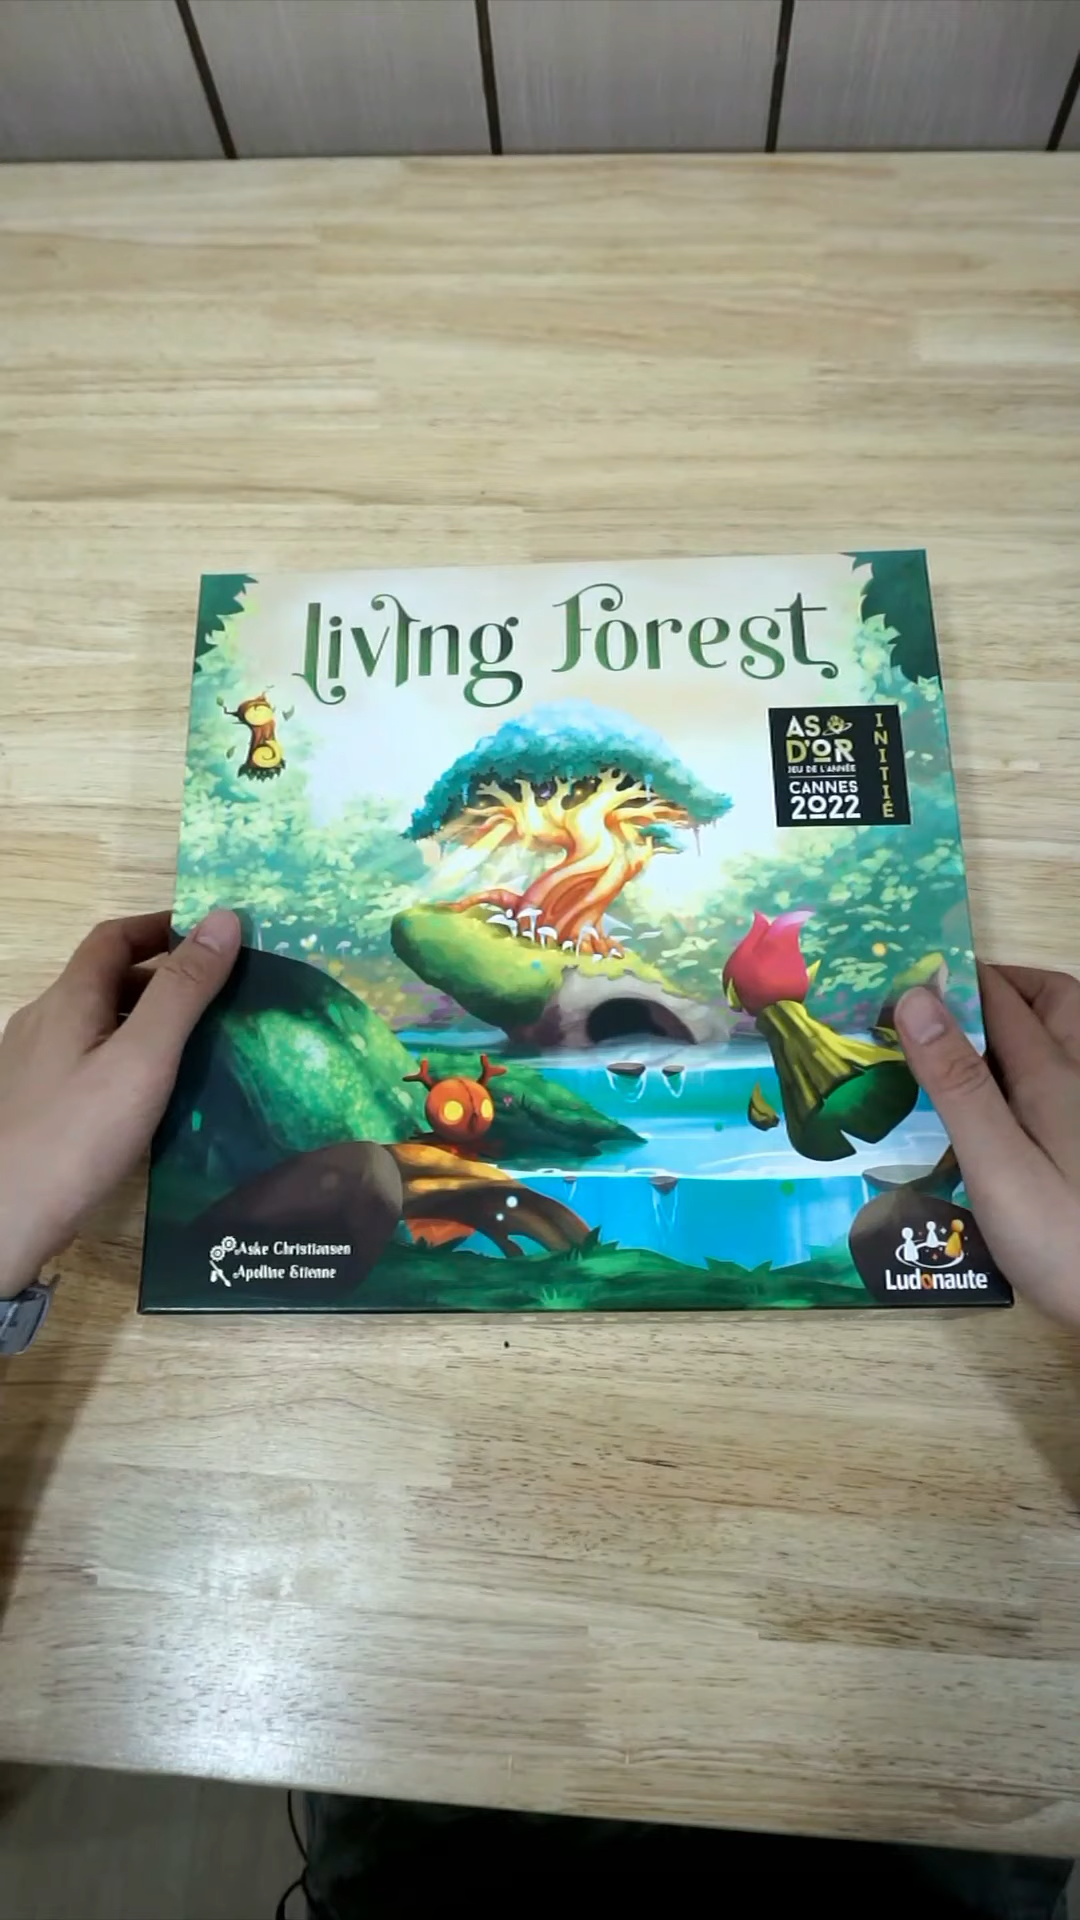 Living Forest
AS D'OR
JEU DE L'ANNÉE
CANNES
2022
INITIÉ
Aske Christiansen
Apolline Etienne
Ludonaute